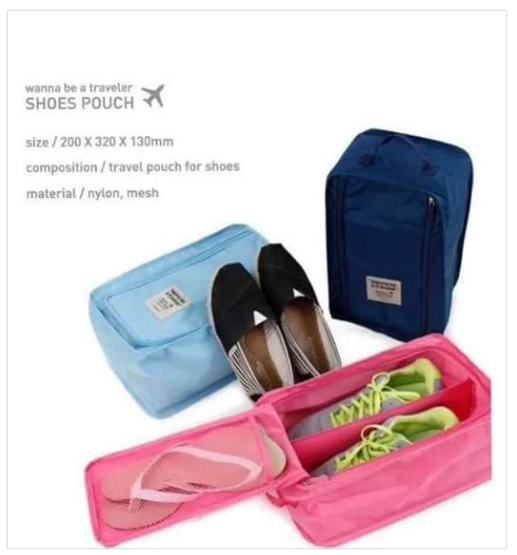 wanna be a traveler
SHOES POUCH
size / 200 X 320 X 130mm
composition / travel pouch for shoes
material / nylon, mesh